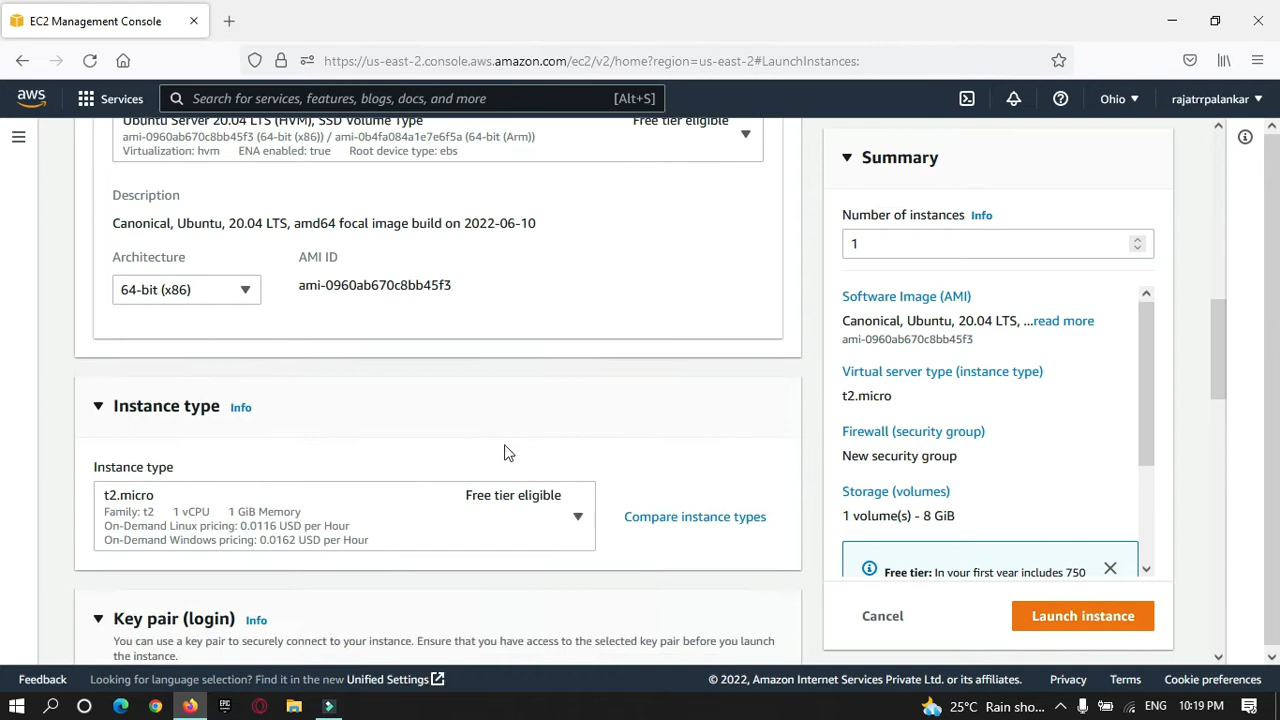 EC2 Management Console
https://us-east-2.console.aws.amazon.com/ec2/v2/home?region=us-east-2#LaunchInstances:
aws
Services
Search for services, features, blogs, docs, and more [Alt+S]
Ohio
rajatrrpalankar
Ubuntu Server 20.04 LTS (HVM), SSD Volume Type
Free tier eligible
ami-0960ab670c8bb45f3 (64-bit (x86)) / ami-0b4fa084a1e7e6f5a (64-bit (Arm))
Virtualization: hvm ENA enabled: true Root device type: ebs
Description
Canonical, Ubuntu, 20.04 LTS, amd64 focal image build on 2022-06-10
Architecture
AMI ID
64-bit (x86)
ami-0960ab670c8bb45f3
Instance type Info
Instance type
t2.micro
Free tier eligible
Family: t2 1 vCPU 1 GiB Memory
On-Demand Linux pricing: 0.0116 USD per Hour
On-Demand Windows pricing: 0.0162 USD per Hour
Compare instance types
Key pair (login) Info
You can use a key pair to securely connect to your instance. Ensure that you have access to the selected key pair before you launch
the instance.
Summary
Number of instances Info
1
Software Image (AMI)
Canonical, Ubuntu, 20.04 LTS, ...read more
ami-0960ab670c8bb45f3
Virtual server type (instance type)
t2.micro
Firewall (security group)
New security group
Storage (volumes)
1 volume(s) - 8 GiB
Free tier: In your first year includes 750
Cancel
Launch instance
Feedback
Looking for language selection? Find it in the new Unified Settings
© 2022, Amazon Internet Services Private Ltd. or its affiliates.
Privacy
Terms
Cookie preferences
EPIC
25°C Rain sho...
ENG
10:19 PM